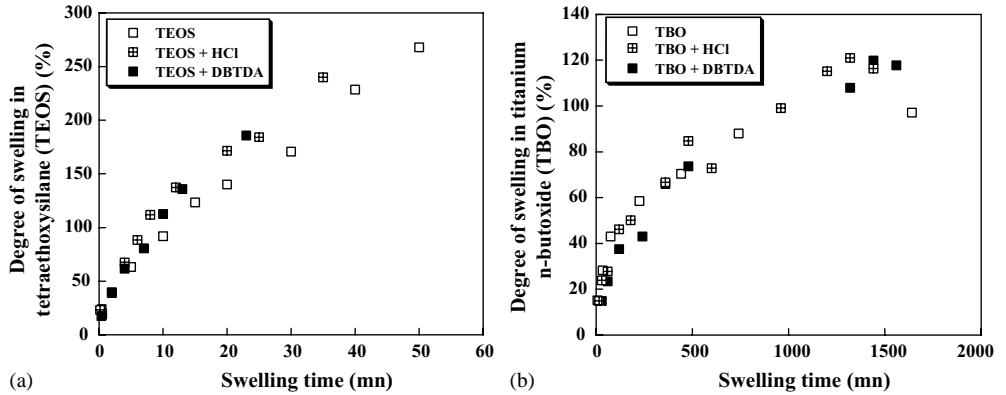 300
250
200
150
100
50
0
Degree of swelling in
tetraethoxysilane (TEOS) (%)
TEOS
TEOS + HCl
TEOS + DBTDA
0 10 20 30 40 50 60
(a) Swelling time (mn)
140
120
100
80
60
40
20
0
Degree of swelling in titanium
n-butoxide (TBO) (%)
TBO
TBO + HCl
TBO + DBTDA
0 500 1000 1500 2000
(b) Swelling time (mn)